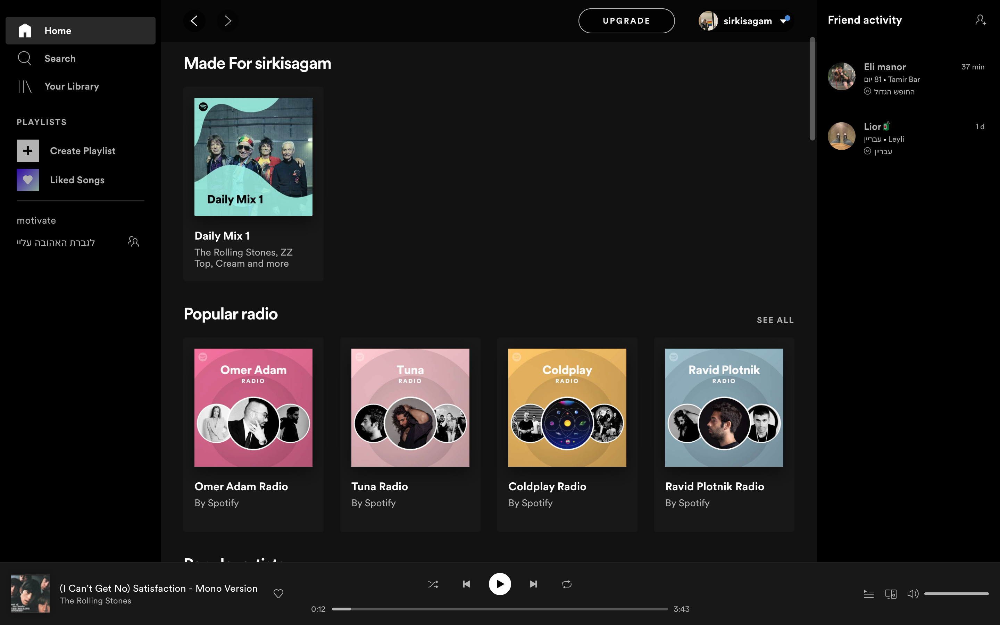 Home
Search
Your Library
PLAYLISTS
Create Playlist
Liked Songs
motivate
לגברת האהובה עליי
UPGRADE
sirkisagam
Made For sirkisagam
Daily Mix 1
Daily Mix 1
The Rolling Stones, ZZ
Top, Cream and more
Popular radio
SEE ALL
Omer Adam
RADIO
Omer Adam Radio
By Spotify
Tuna
RADIO
Tuna Radio
By Spotify
Coldplay
RADIO
Coldplay Radio
By Spotify
Ravid Plotnik
RADIO
Ravid Plotnik Radio
By Spotify
Popular artists
Friend activity
Eli manor
37 min
81 יום • Tamir Bar
החופש הגדול
Lior🧃
1 d
עבריין • Leyli
עבריין
(I Can't Get No) Satisfaction - Mono Version
The Rolling Stones
0:12
3:43